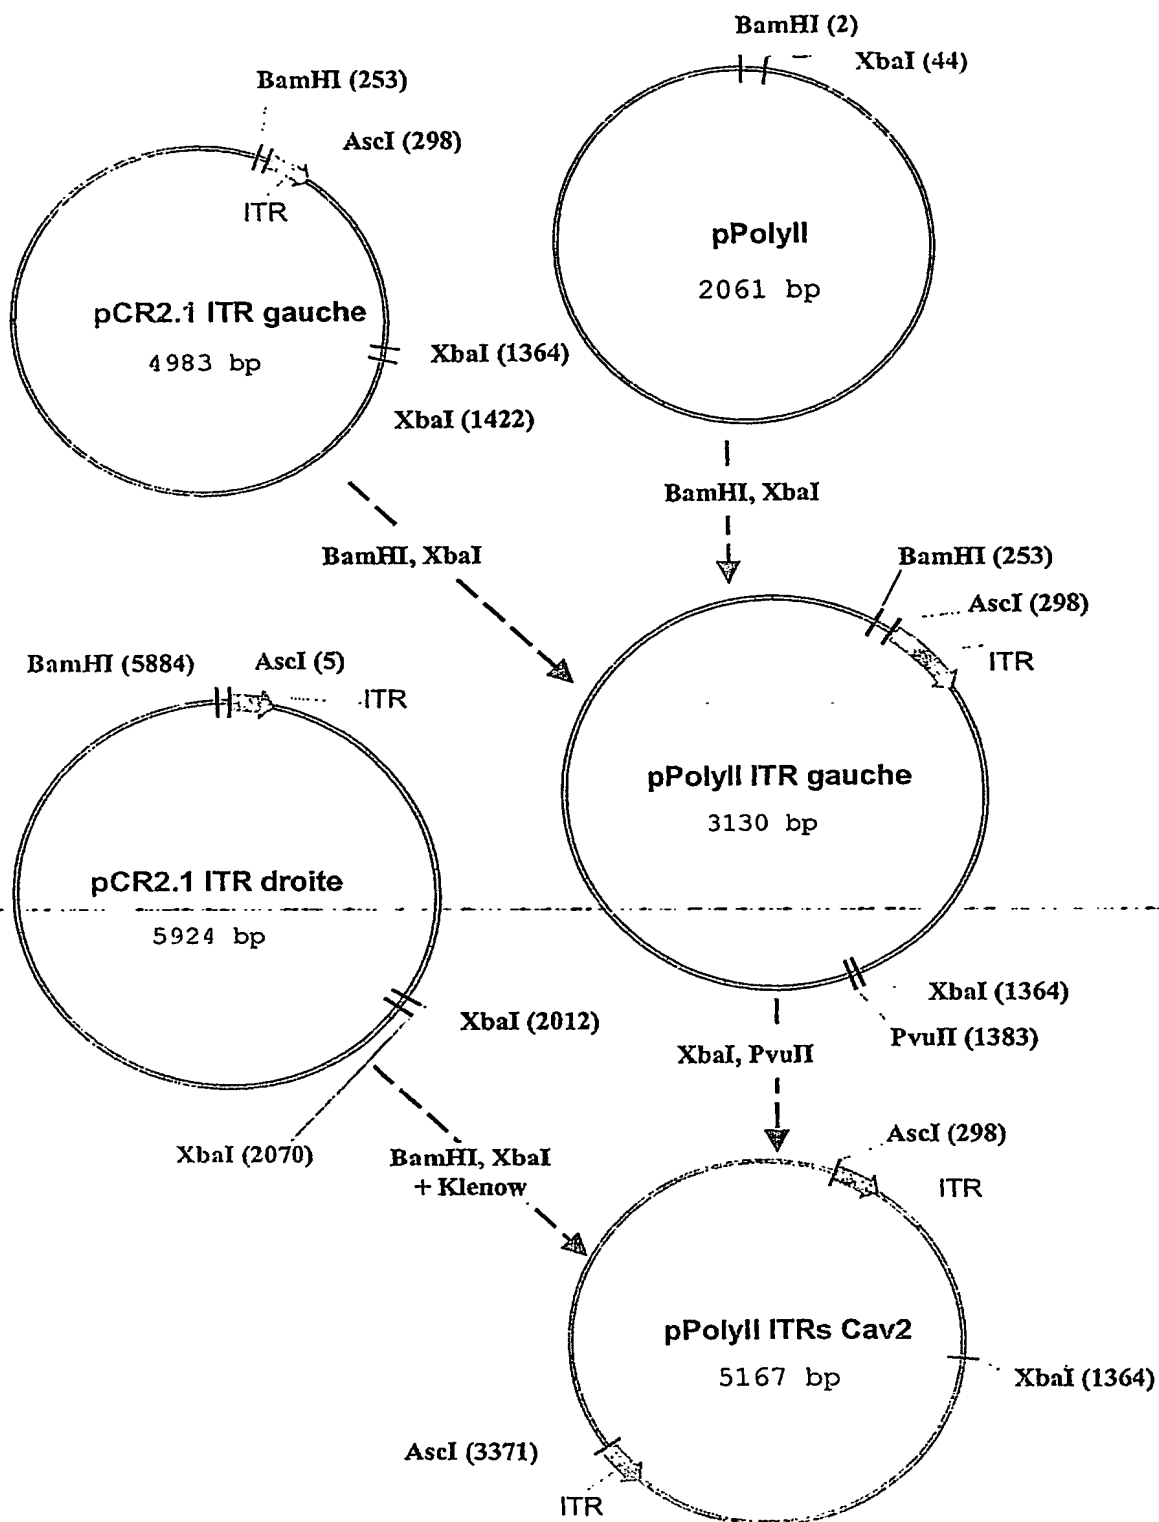 BamHI (2)
XbaI (44)
BamHI (253)
AscI (298)
ITR
pPolyII
2061 bp
pCR2.1 ITR gauche
4983 bp
XbaI (1364)
XbaI (1422)
BamHI, XbaI
BamHI, XbaI
BamHI (253)
AscI (298)
ITR
BamHI (5884)
AscI (5)
ITR
pPolyII ITR gauche
3130 bp
pCR2.1 ITR droite
5924 bp
XbaI (1364)
PvuII (1383)
XbaI (2012)
XbaI, PvuII
XbaI (2070)
BamHI, XbaI
+ Klenow
AscI (298)
ITR
pPolyII ITRs Cav2
5167 bp
XbaI (1364)
AscI (3371)
ITR